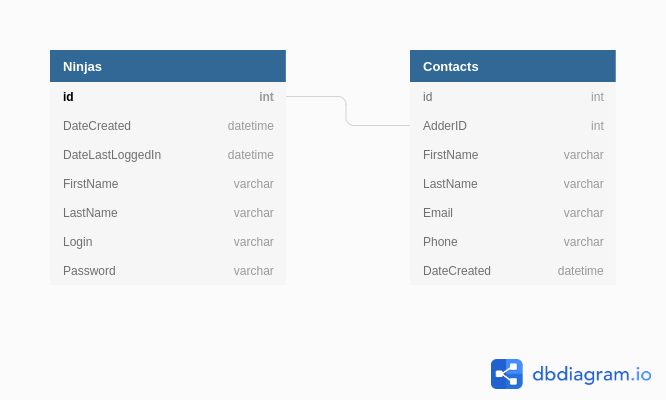 Ninjas
id int
DateCreated datetime
DateLastLoggedIn datetime
FirstName varchar
LastName varchar
Login varchar
Password varchar
Contacts
id int
AdderID int
FirstName varchar
LastName varchar
Email varchar
Phone varchar
DateCreated datetime
dbdiagram.io